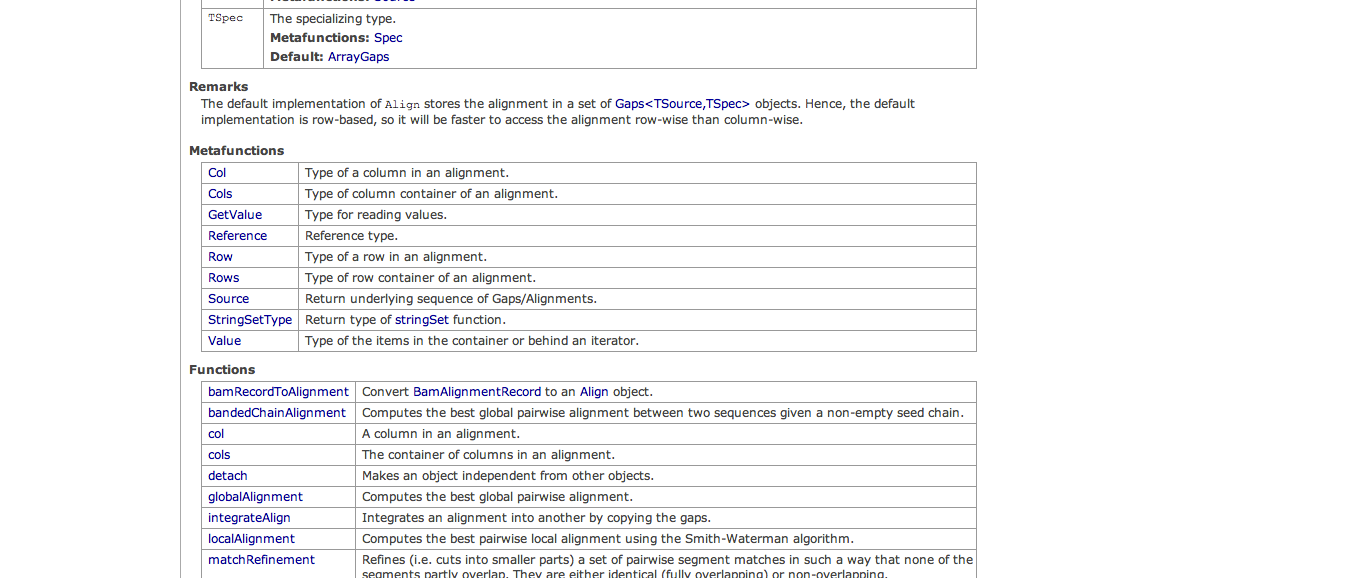 Metafunctions: Source
TSpec The specializing type.
Metafunctions: Spec
Default: ArrayGaps
Remarks
The default implementation of Align stores the alignment in a set of Gaps<TSource,TSpec> objects. Hence, the default
implementation is row-based, so it will be faster to access the alignment row-wise than column-wise.
Metafunctions
Col Type of a column in an alignment.
Cols Type of column container of an alignment.
GetValue Type for reading values.
Reference Reference type.
Row Type of a row in an alignment.
Rows Type of row container of an alignment.
Source Return underlying sequence of Gaps/Alignments.
StringSetType Return type of stringSet function.
Value Type of the items in the container or behind an iterator.
Functions
bamRecordToAlignment Convert BamAlignmentRecord to an Align object.
bandedChainAlignment Computes the best global pairwise alignment between two sequences given a non-empty seed chain.
col A column in an alignment.
cols The container of columns in an alignment.
detach Makes an object independent from other objects.
globalAlignment Computes the best global pairwise alignment.
integrateAlign Integrates an alignment into another by copying the gaps.
localAlignment Computes the best pairwise local alignment using the Smith-Waterman algorithm.
matchRefinement Refines (i.e. cuts into smaller parts) a set of pairwise segment matches in such a way that none of the
segments partly overlap. They are either identical (fully overlapping) or non-overlapping.